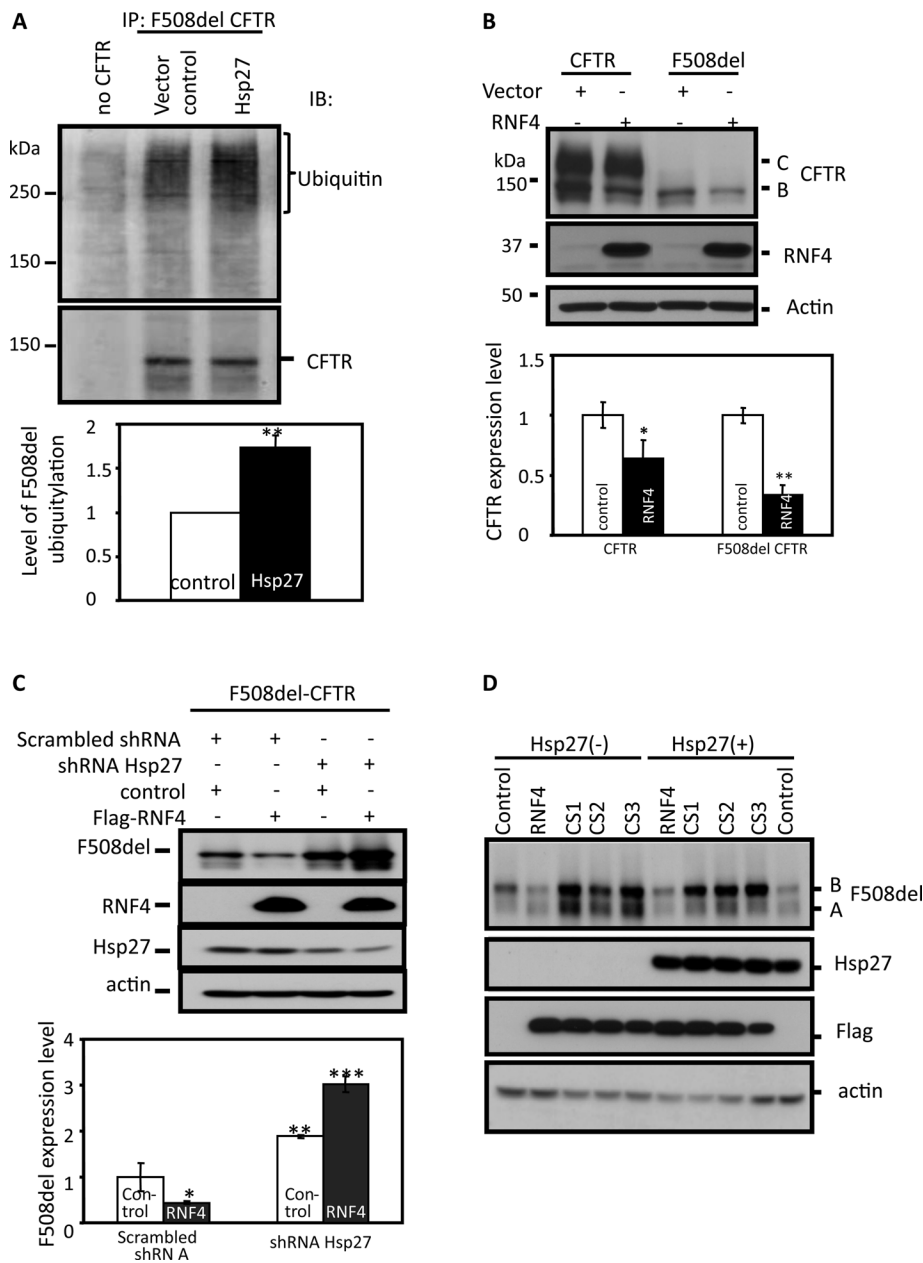 A
IP: F508del CFTR
no CFTR
Vector
control
Hsp27
IB:
kDa
250
150
Ubiquitin
150
CFTR
Level of F508del
ubiquitylation
2
1.5
1
0.5
0
**
control
Hsp27
B
CFTR
F508del
Vector + - + -
RNF4 - + - +
kDa
150
C
B
CFTR
37
RNF4
50
Actin
CFTR expression level
1.5
1
0.5
0
control
*
RNF4
control
**
RNF4
CFTR
F508del CFTR
C
F508del-CFTR
Scrambled shRNA + + - -
shRNA Hsp27 - - + +
control + - + -
Flag-RNF4 - + - +
F508del
RNF4
Hsp27
actin
F508del expression level
4
3
2
1
0
Con-
trol
*
RNF4
**
Con-
trol
***
RNF4
Scrambled
shRN A
shRNA Hsp27
D
Hsp27(-)
Hsp27(+)
Control
RNF4
CS1
CS2
CS3
RNF4
CS1
CS2
CS3
Control
B
A
F508del
Hsp27
Flag
actin